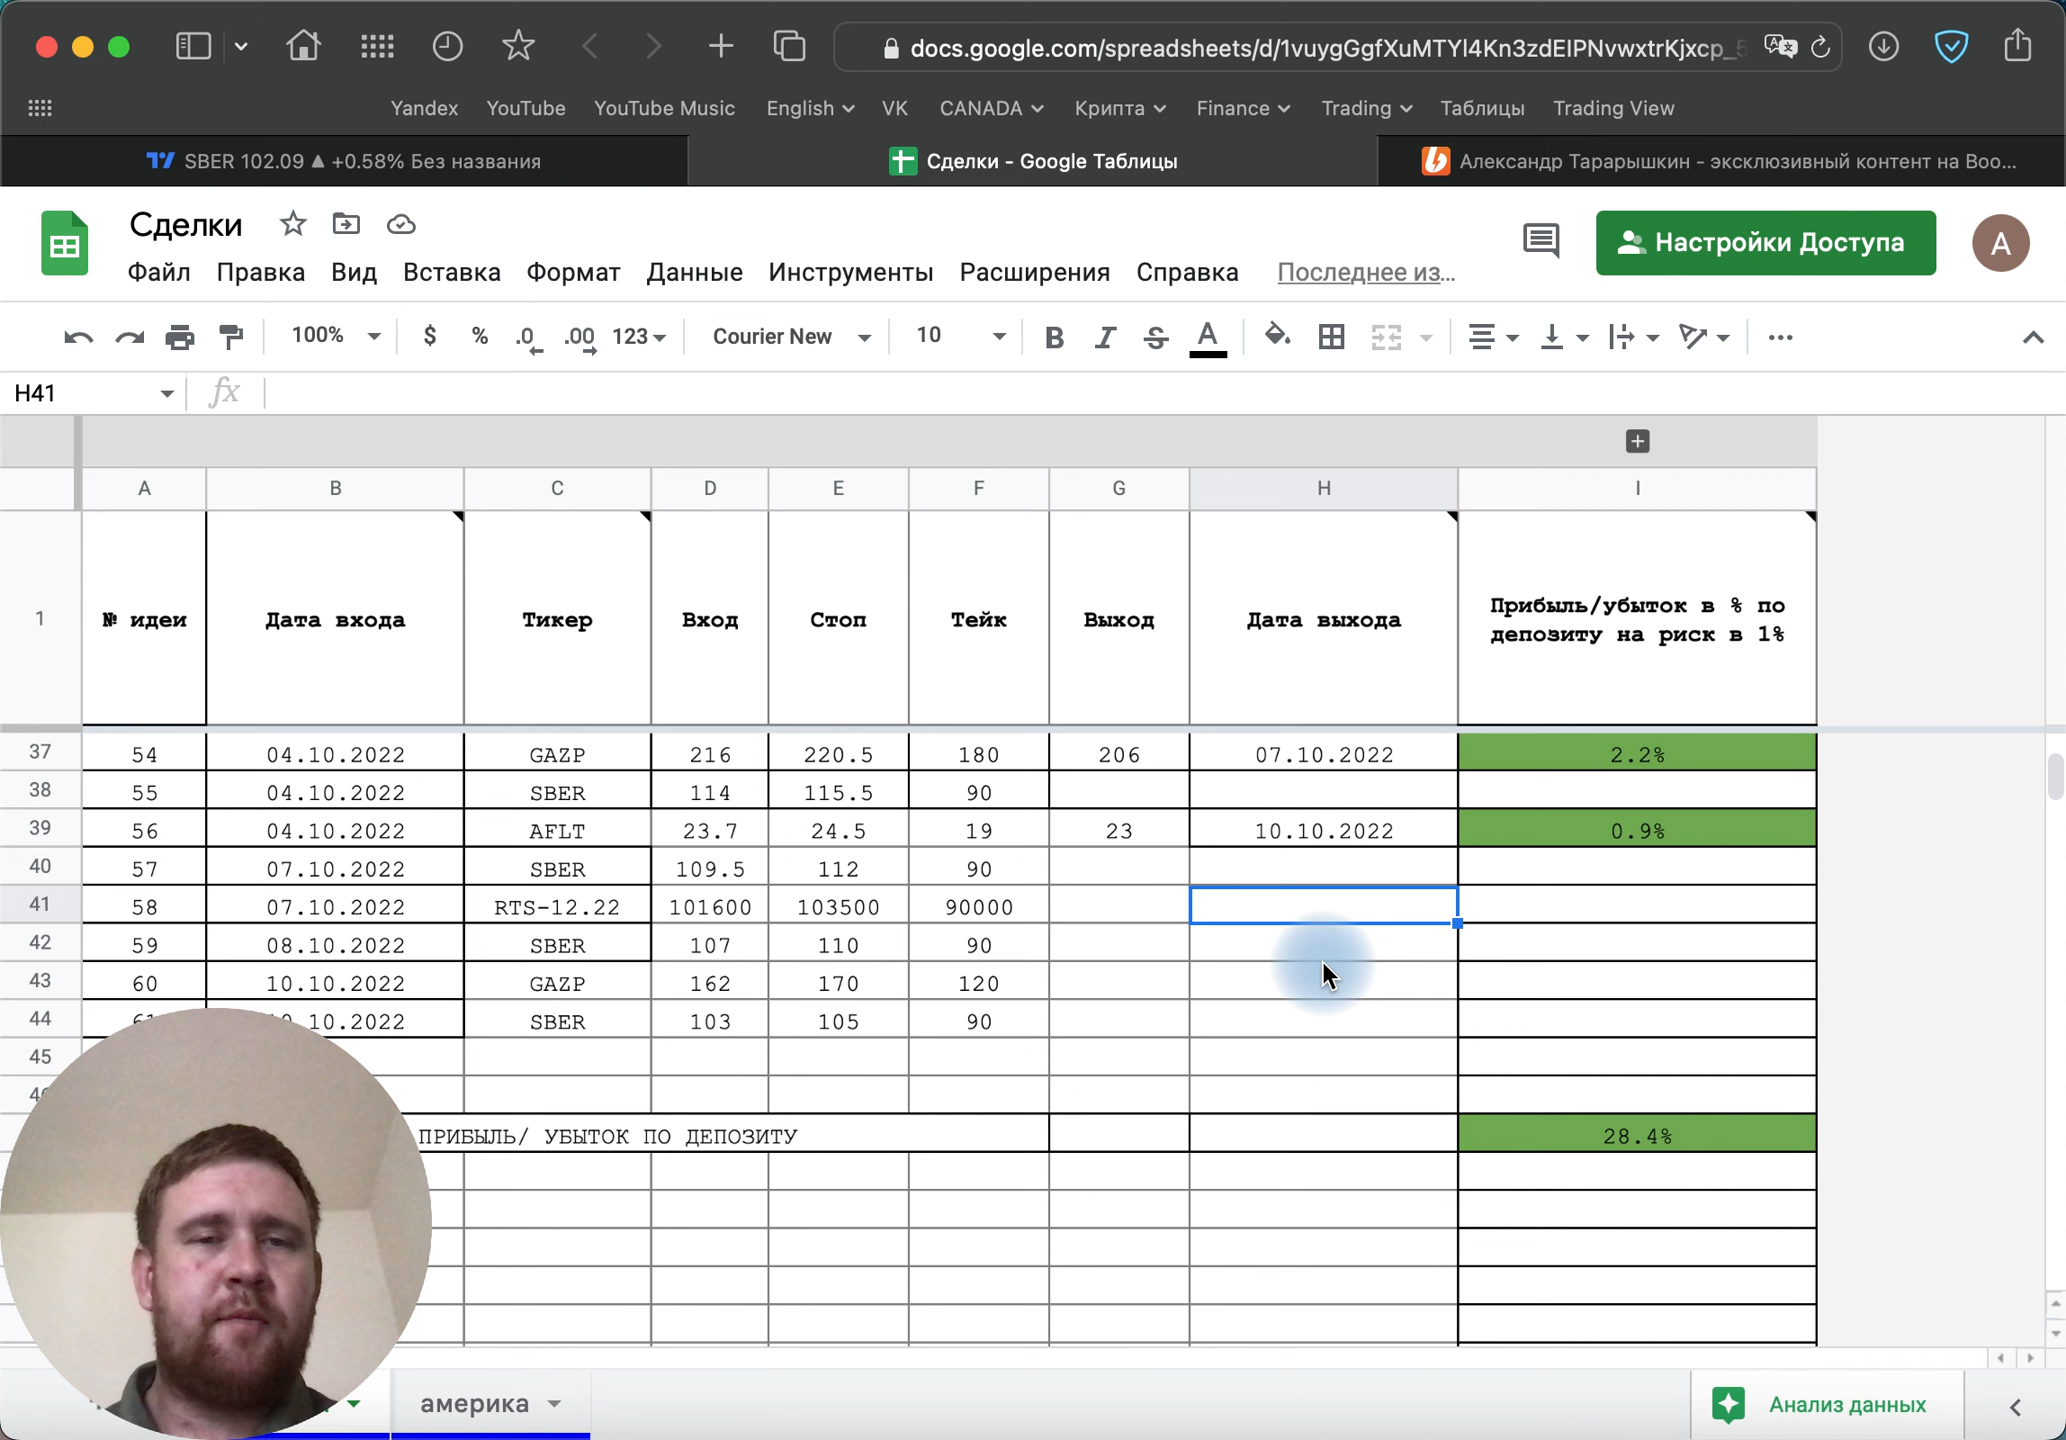 docs.google.com/spreadsheets/d/1vuygGgfXuMTYl4Kn3zdEIPNvwxtrKjxcp_5
Yandex YouTube YouTube Music English VK CANADA Крипта Finance Trading Таблицы Trading View
SBER 102.09 ▲ +0.58% Без названия
Сделки - Google Таблицы
Александр Тарарышкин - эксклюзивный контент на Boo...
Сделки
Настройки Доступа
A
Файл Правка Вид Вставка Формат Данные Инструменты Расширения Справка Последнее из...
100% $ % .0 .00 123 Courier New 10 B I S A
H41 fx
A B C D E F G H I
1 № идеи Дата входа Тикер Вход Стоп Тейк Выход Дата выхода Прибыль/убыток в % по
депозиту на риск в 1%
37 54 04.10.2022 GAZP 216 220.5 180 206 07.10.2022 2.2%
38 55 04.10.2022 SBER 114 115.5 90
39 56 04.10.2022 AFLT 23.7 24.5 19 23 10.10.2022 0.9%
40 57 07.10.2022 SBER 109.5 112 90
41 58 07.10.2022 RTS-12.22 101600 103500 90000
42 59 08.10.2022 SBER 107 110 90
43 60 10.10.2022 GAZP 162 170 120
44 10.2022 SBER 103 105 90
45
ПРИБЫЛЬ/ УБЫТОК ПО ДЕПОЗИТУ 28.4%
америка
Анализ данных